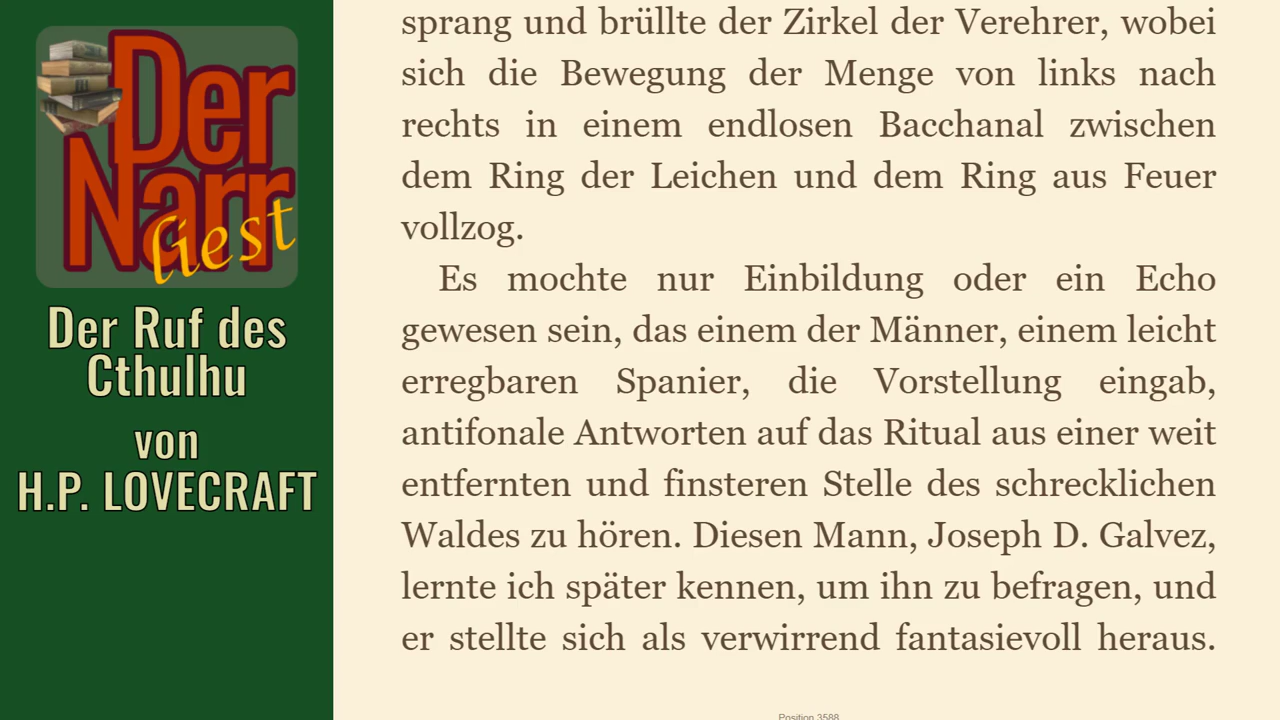 Der
Narr
liest
Der Ruf des
Cthulhu
von
H.P. LOVECRAFT
sprang und brüllte der Zirkel der Verehrer, wobei
sich die Bewegung der Menge von links nach
rechts in einem endlosen Bacchanal zwischen
dem Ring der Leichen und dem Ring aus Feuer
vollzog.
Es mochte nur Einbildung oder ein Echo
gewesen sein, das einem der Männer, einem leicht
erregbaren Spanier, die Vorstellung eingab,
antifonale Antworten auf das Ritual aus einer weit
entfernten und finsteren Stelle des schrecklichen
Waldes zu hören. Diesen Mann, Joseph D. Galvez,
lernte ich später kennen, um ihn zu befragen, und
er stellte sich als verwirrend fantasievoll heraus.
Position 3588